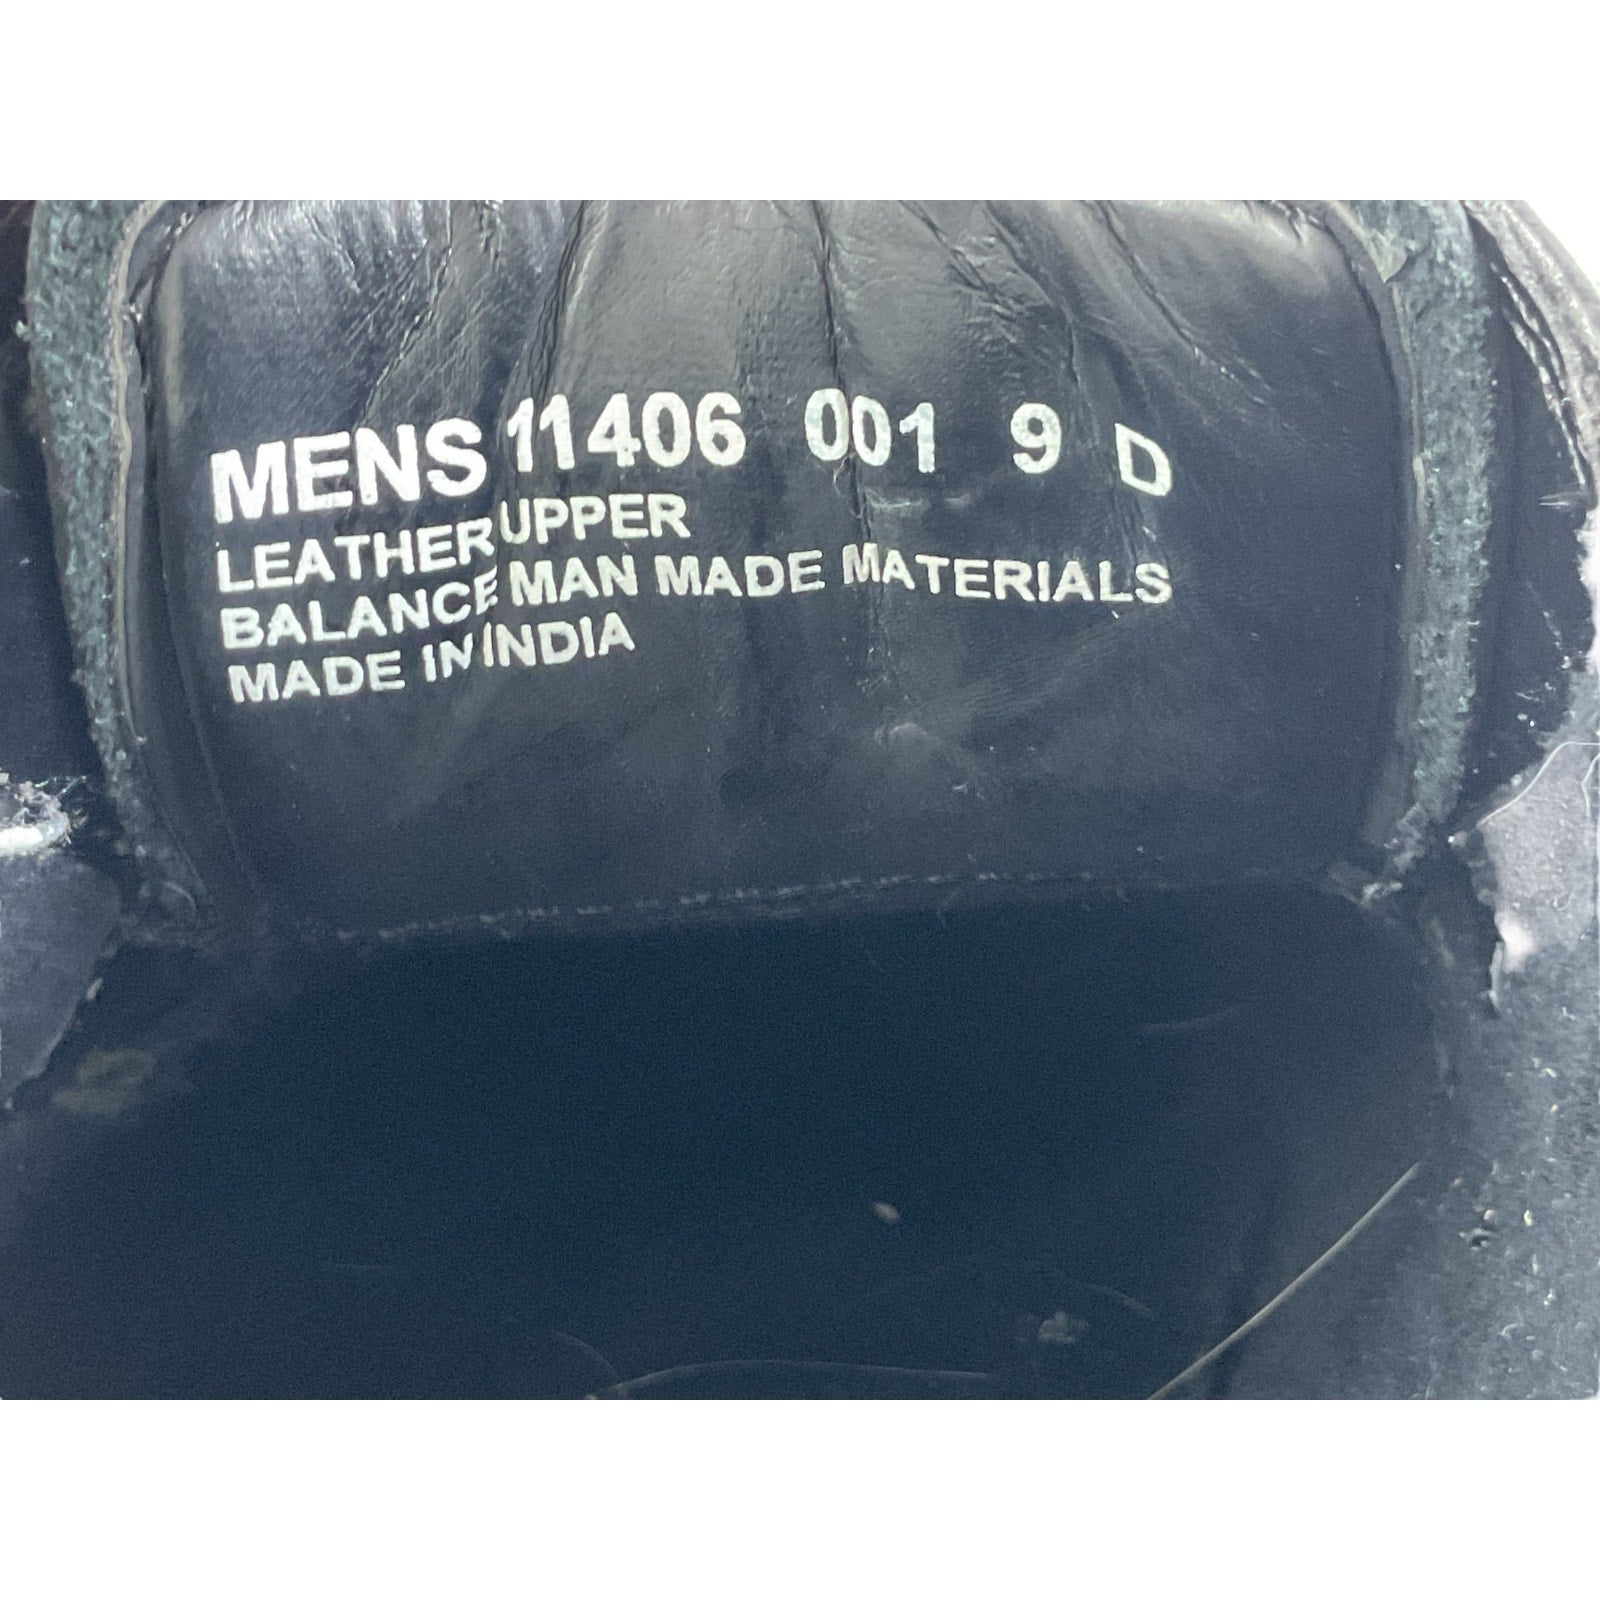 MENS 11406 001 9 D
LEATHER UPPER
BALANCE MAN MADE MATERIALS
MADE IN INDIA